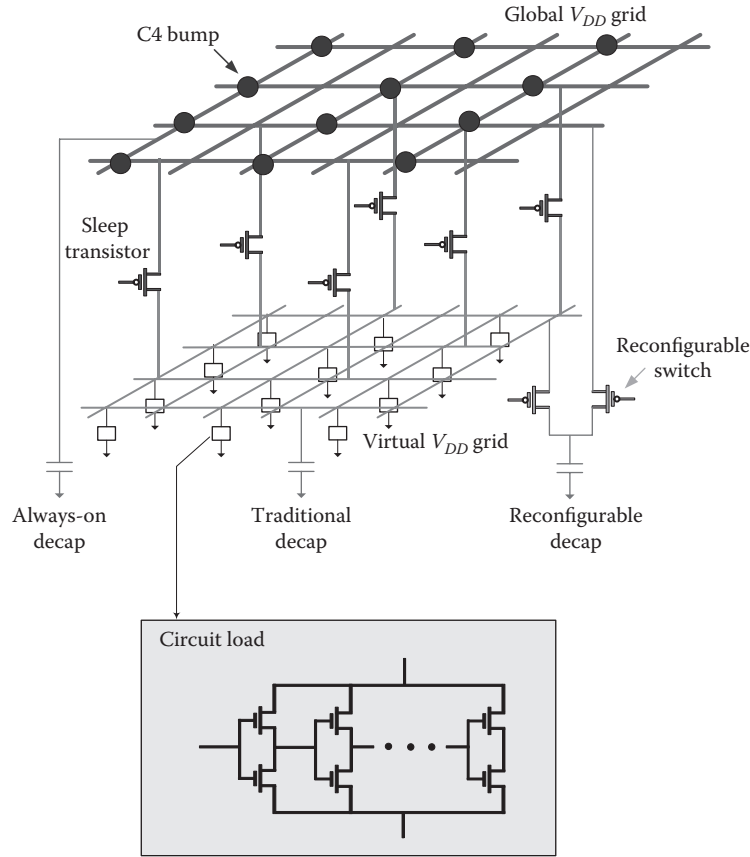 Global V_DD grid
C4 bump
Sleep
transistor
Reconfigurable
switch
Virtual V_DD grid
Always-on
decap
Traditional
decap
Reconfigurable
decap
Circuit load